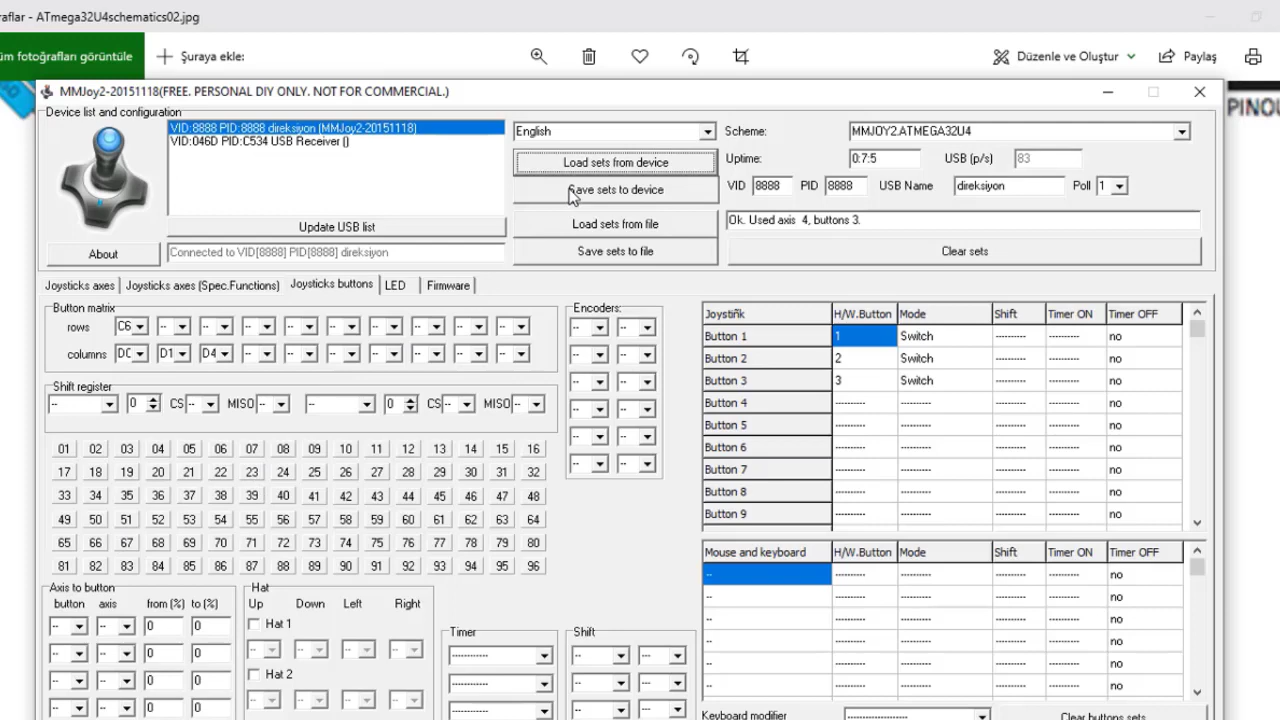 aflar - ATmega32U4schematics02.jpg
üm fotoğrafları görüntüle
Şuraya ekle:
Düzenle ve Oluştur
Paylaş
PINOU
MMJoy2-20151118(FREE. PERSONAL DIY ONLY. NOT FOR COMMERCIAL.)
Device list and configuration
VID:8888 PID:8888 direksiyon (MMJoy2-20151118)
VID:046D PID:C534 USB Receiver ()
Update USB list
About
Connected to VID[8888] PID[8888] direksiyon
English
Load sets from device
Save sets to device
Load sets from file
Save sets to file
Scheme: MMJOY2.ATMEGA32U4
Uptime: 0:7:5 USB (p/s) 83
VID 8888 PID 8888 USB Name direksiyon Poll 1
Ok. Used axis 4, buttons 3.
Clear sets
Joysticks axes Joysticks axes (Spec.Functions) Joysticks buttons LED Firmware
Button matrix
rows C6 -- -- -- -- -- -- -- -- --
columns DC D1 D4 -- -- -- -- -- -- --
Shift register
-- 0 CS -- MISO -- -- 0 CS -- MISO --
01 02 03 04 05 06 07 08 09 10 11 12 13 14 15 16
17 18 19 20 21 22 23 24 25 26 27 28 29 30 31 32
33 34 35 36 37 38 39 40 41 42 43 44 45 46 47 48
49 50 51 52 53 54 55 56 57 58 59 60 61 62 63 64
65 66 67 68 69 70 71 72 73 74 75 76 77 78 79 80
81 82 83 84 85 86 87 88 89 90 91 92 93 94 95 96
Encoders:
-- --
-- --
-- --
-- --
-- --
-- --
Joystiñk H/W.Button Mode Shift Timer ON Timer OFF
Button 1 1 Switch --------- --------- no
Button 2 2 Switch --------- --------- no
Button 3 3 Switch --------- --------- no
Button 4 --------- --------- --------- --------- no
Button 5 --------- --------- --------- --------- no
Button 6 --------- --------- --------- --------- no
Button 7 --------- --------- --------- --------- no
Button 8 --------- --------- --------- --------- no
Button 9 --------- --------- --------- --------- no
Mouse and keyboard H/W.Button Mode Shift Timer ON Timer OFF
-- --------- --------- --------- --------- no
-- --------- --------- --------- --------- no
-- --------- --------- --------- --------- no
-- --------- --------- --------- --------- no
-- --------- --------- --------- --------- no
-- --------- --------- --------- --------- no
Keyboard modifier ---------------- Clear buttons sets
Axis to button
button axis from (%) to (%)
-- -- 0 0
-- -- 0 0
-- -- 0 0
-- -- 0 0
Hat
Up Down Left Right
Hat 1
-- -- -- --
Hat 2
-- -- -- --
Timer
-----------
-----------
-----------
Shift
-- ---
-- ---
-- ---